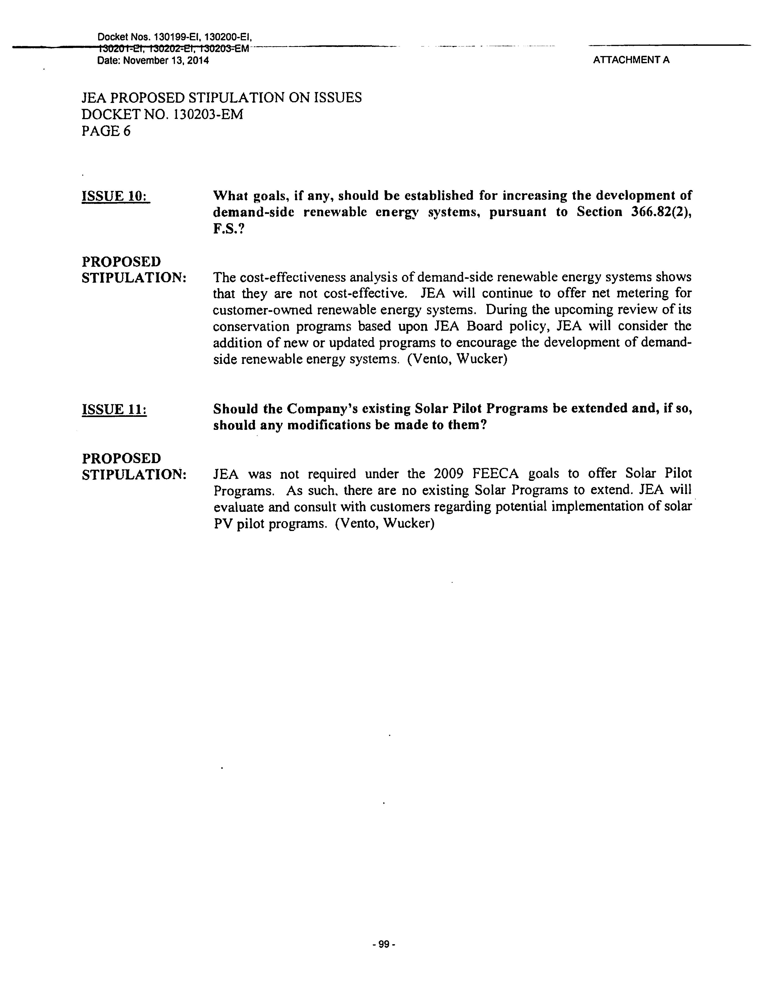 Docket Nos. 130199-EI, 130200-EI,
130201-EI, 130202-EI, 130203-EM
Date: November 13, 2014
ATTACHMENT A
JEA PROPOSED STIPULATION ON ISSUES
DOCKET NO. 130203-EM
PAGE 6
ISSUE 10:
What goals, if any, should be established for increasing the development of
demand-side renewable energy systems, pursuant to Section 366.82(2),
F.S.?
PROPOSED
STIPULATION:
The cost-effectiveness analysis of demand-side renewable energy systems shows
that they are not cost-effective. JEA will continue to offer net metering for
customer-owned renewable energy systems. During the upcoming review of its
conservation programs based upon JEA Board policy, JEA will consider the
addition of new or updated programs to encourage the development of demand-
side renewable energy systems. (Vento, Wucker)
ISSUE 11:
Should the Company's existing Solar Pilot Programs be extended and, if so,
should any modifications be made to them?
PROPOSED
STIPULATION:
JEA was not required under the 2009 FEECA goals to offer Solar Pilot
Programs. As such, there are no existing Solar Programs to extend. JEA will
evaluate and consult with customers regarding potential implementation of solar
PV pilot programs. (Vento, Wucker)
- 99 -